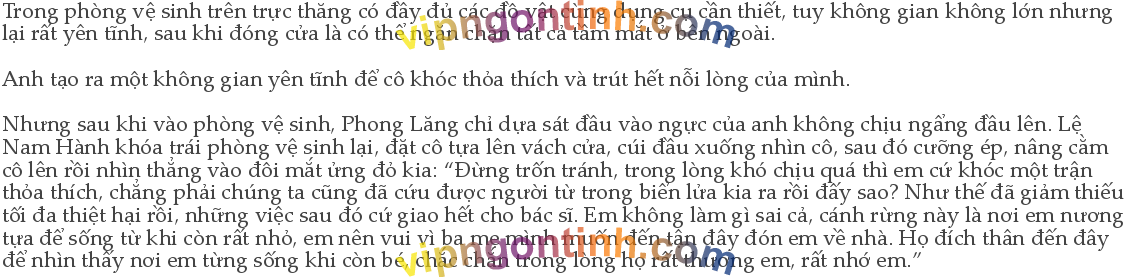 Trong phòng vệ sinh trên trực thăng có đầy đủ các đồ vật cùng dụng cụ cần thiết, tuy không gian không lớn nhưng
lại rất yên tĩnh, sau khi đóng cửa là có thể ngăn chặn tất cả tầm mắt ở bên ngoài.
vipngontinh.com
Anh tạo ra một không gian yên tĩnh để cô khóc thỏa thích và trút hết nỗi lòng của mình.
Nhưng sau khi vào phòng vệ sinh, Phong Lăng chỉ dựa sát đầu vào ngực của anh không chịu ngẩng đầu lên. Lệ
Nam Hành khóa trái phòng vệ sinh lại, đặt cô tựa lên vách cửa, cúi đầu xuống nhìn cô, sau đó cưỡng ép, nâng cằm
cô lên rồi nhìn thẳng vào đôi mắt ửng đỏ kia: “Đừng trốn tránh, trong lòng khó chịu quá thì em cứ khóc một trận
thỏa thích, chẳng phải chúng ta cũng đã cứu được người từ trong biển lửa kia ra rồi đấy sao? Như thế đã giảm thiểu
tối đa thiệt hại rồi, những việc sau đó cứ giao hết cho bác sĩ. Em không làm gì sai cả, cánh rừng này là nơi em nương
tựa để sống từ khi còn rất nhỏ, em nên vui vì ba mẹ mình muốn đến tận đây đón em về nhà. Họ đích thân đến đây
để nhìn thấy nơi em từng sống khi còn bé, chắc chắn trong lòng họ rất thương em, rất nhớ em.”
vipngontinh.com